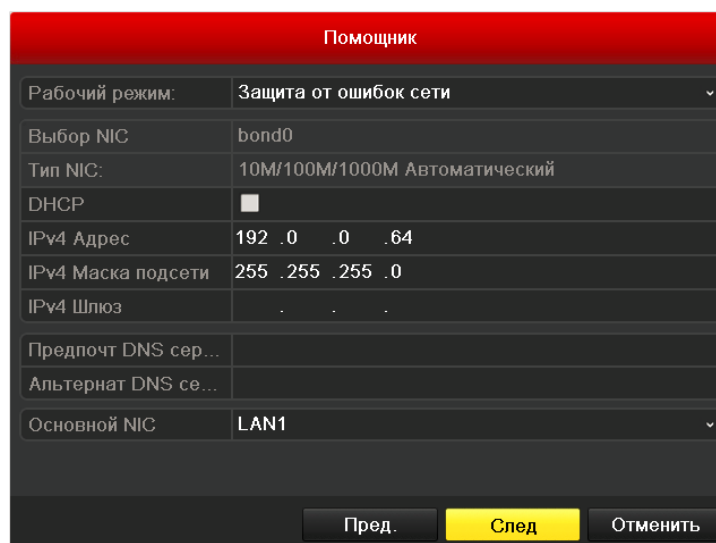 Помощник
Рабочий режим: Защита от ошибок сети
Выбор NIC bond0
Тип NIC: 10M/100M/1000M Автоматический
DHCP
IPv4 Адрес 192 .0 .0 .64
IPv4 Маска подсети 255 .255 .255 .0
IPv4 Шлюз . . .
Предпочт DNS сер...
Альтернат DNS се...
Основной NIC LAN1
Пред. След Отменить